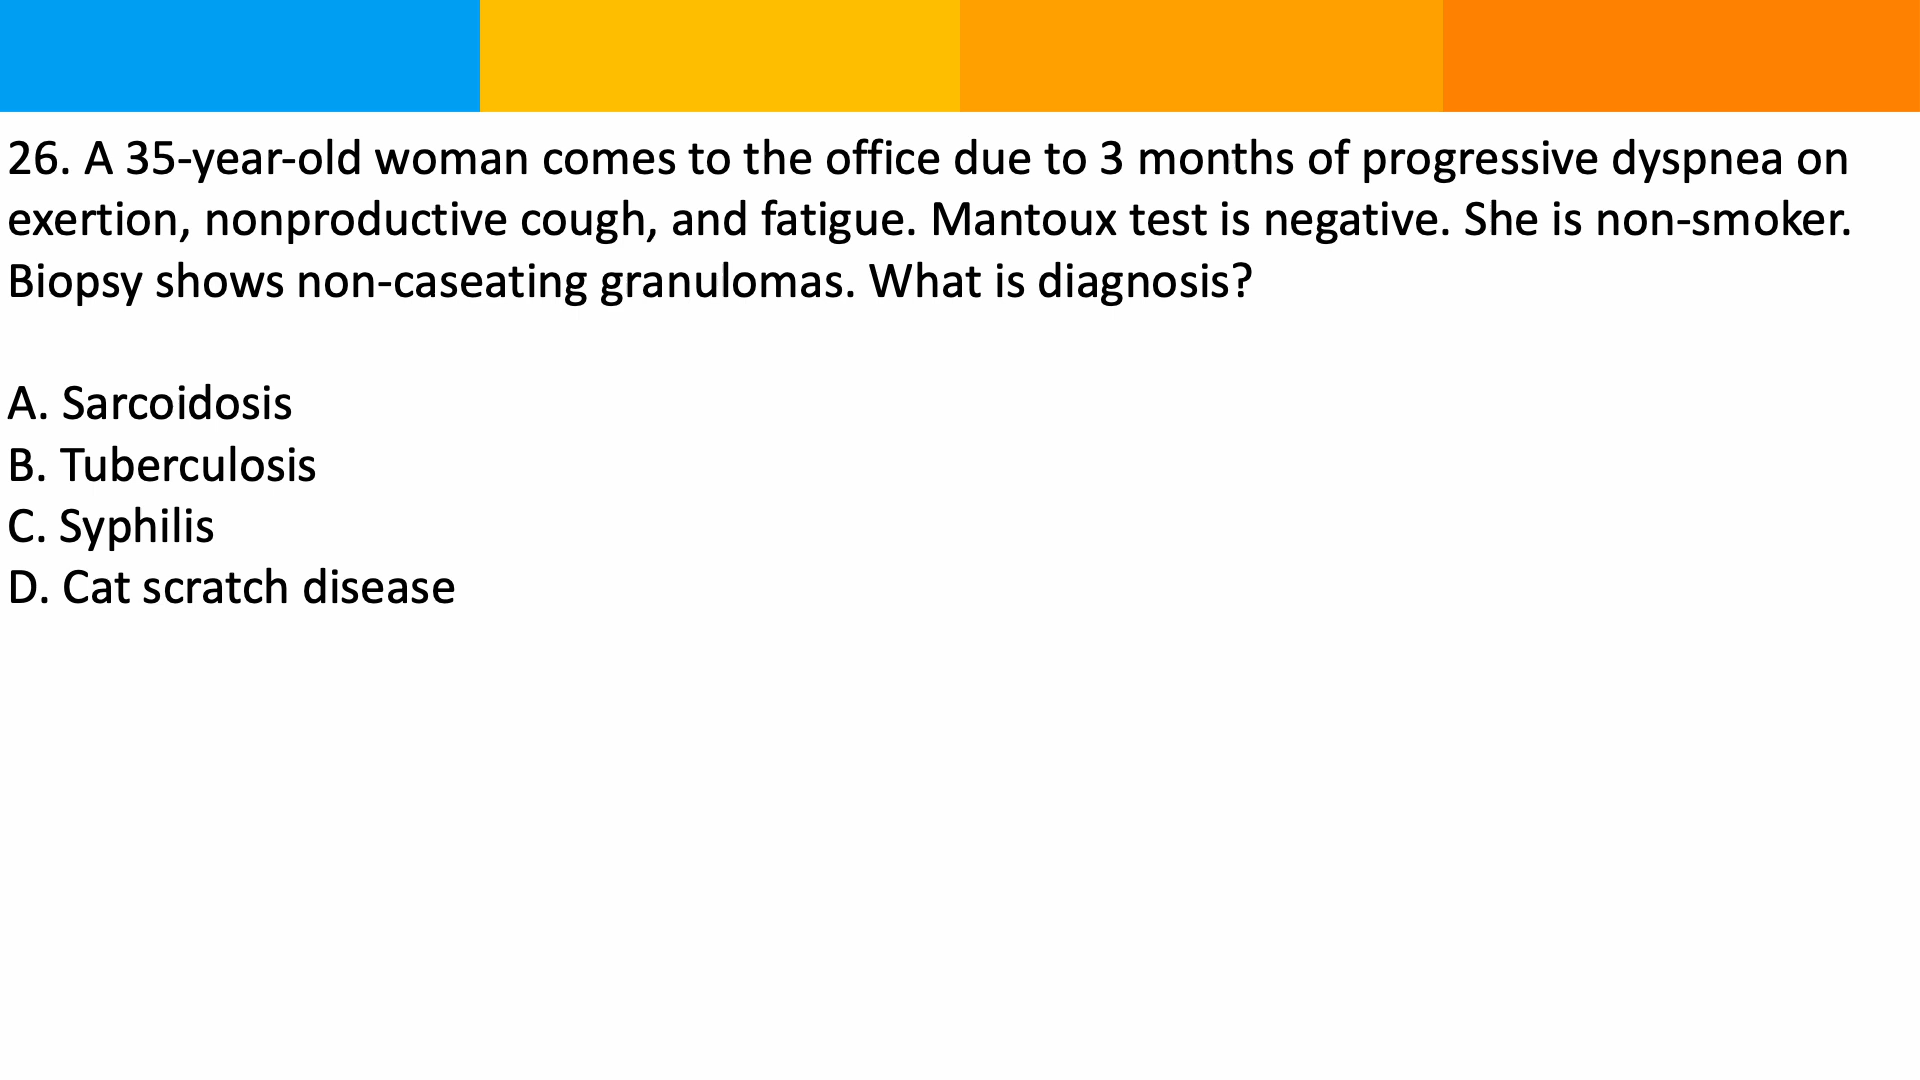 26. A 35-year-old woman comes to the office due to 3 months of progressive dyspnea on
exertion, nonproductive cough, and fatigue. Mantoux test is negative. She is non-smoker.
Biopsy shows non-caseating granulomas. What is diagnosis?
A. Sarcoidosis
B. Tuberculosis
C. Syphilis
D. Cat scratch disease